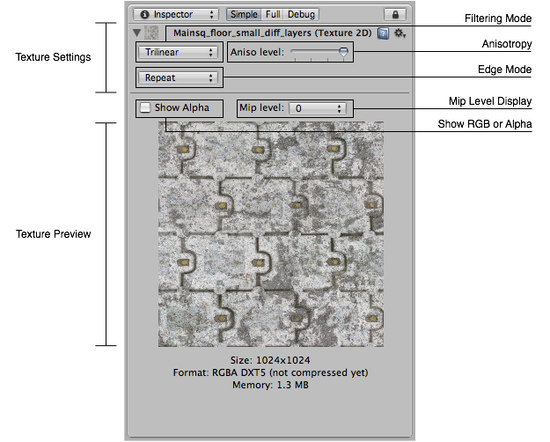 Inspector
Simple Full Debug
Filtering Mode
Mainsq_floor_small_diff_layers (Texture 2D)
Texture Settings
Trilinear
Aniso level:
Anisotropy
Repeat
Edge Mode
Show Alpha
Mip level: 0
Mip Level Display
Show RGB or Alpha
Texture Preview
Size: 1024x1024
Format: RGBA DXT5 (not compressed yet)
Memory: 1.3 MB